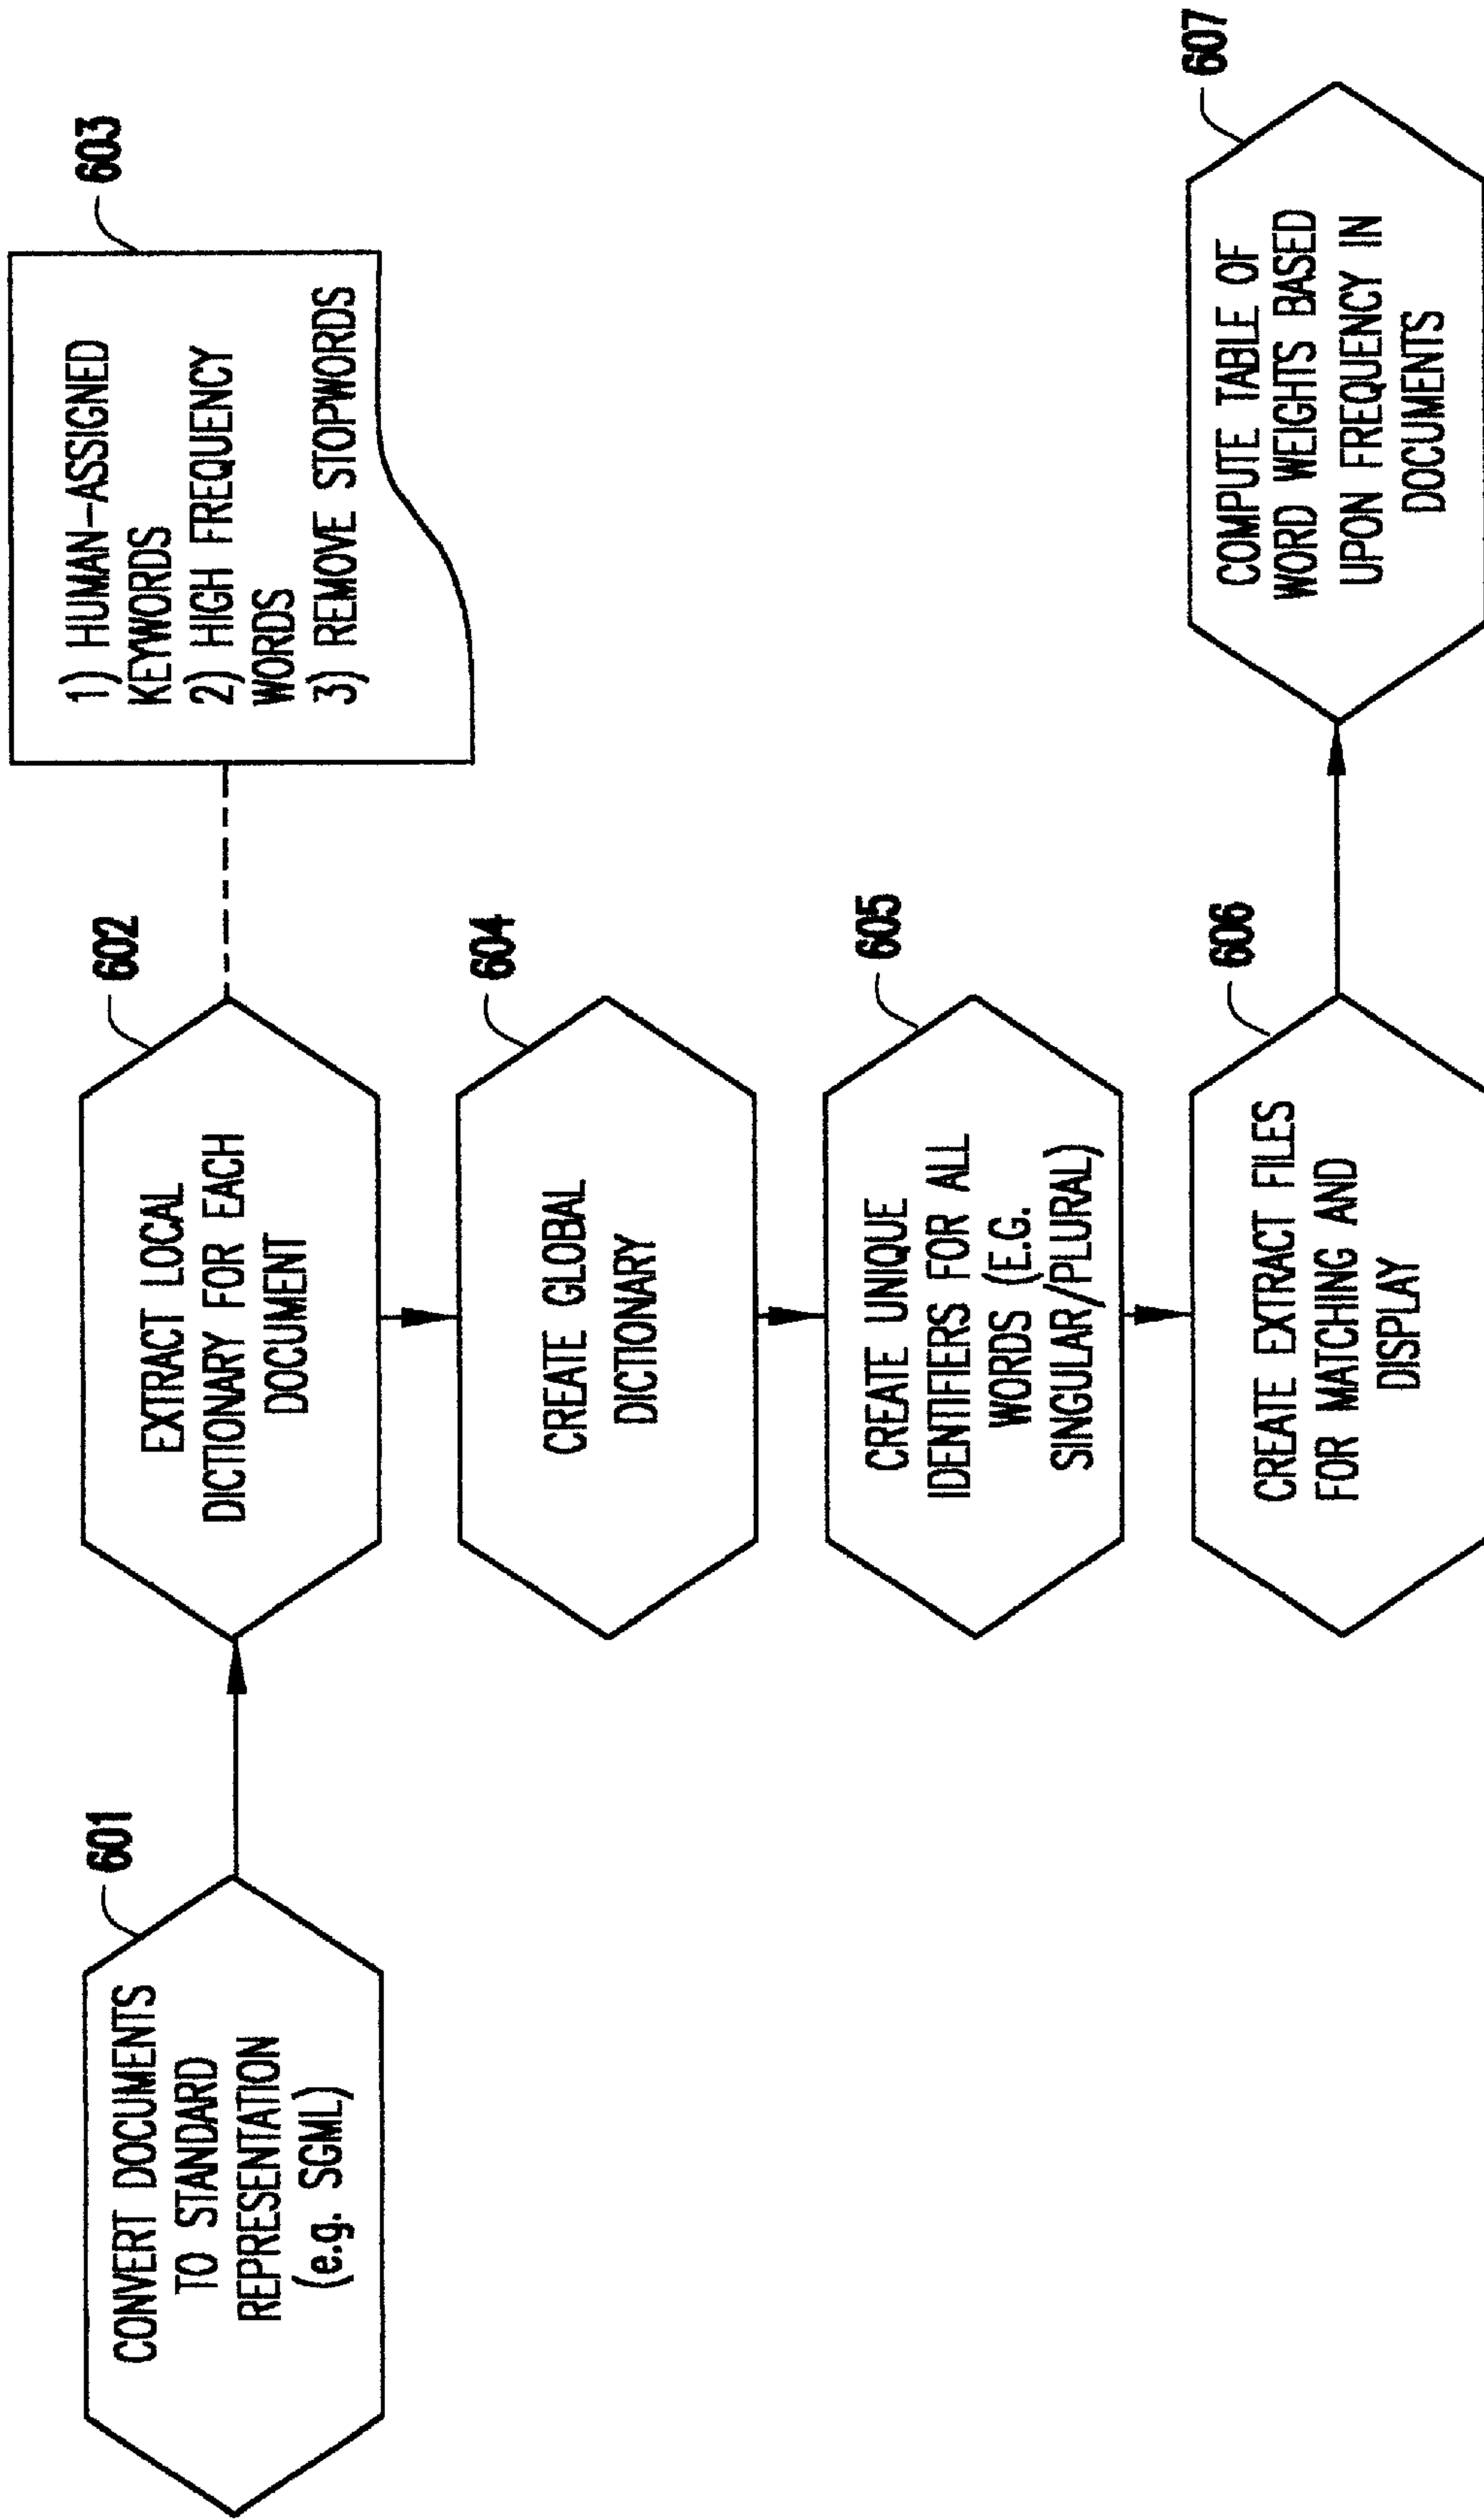 601
CONVERT DOCUMENTS
TO STANDARD
REPRESENTATION
(e.g. SGML)
602
EXTRACT LOCAL
DICTIONARY FOR EACH
DOCUMENT
603
1) HUMAN-ASSIGNED
KEYWORDS
2) HIGH FREQUENCY
WORDS
3) REMOVE STOPWORDS
604
CREATE GLOBAL
DICTIONARY
605
CREATE UNIQUE
IDENTIFIERS FOR ALL
WORDS (E.G.
SINGULAR/PLURAL)
606
CREATE EXTRACT FILES
FOR MATCHING AND
DISPLAY
607
COMPUTE TABLE OF
WORD WEIGHTS BASED
UPON FREQUENCY IN
DOCUMENTS